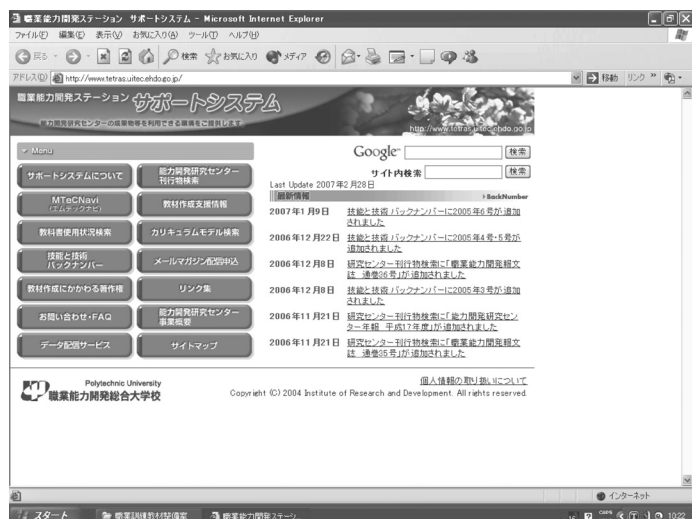 職業能力開発ステーション サポートシステム - Microsoft Internet Explorer
ファイル(F) 編集(E) 表示(V) お気に入り(A) ツール(T) ヘルプ(H)
戻る 検索 お気に入り メディア
アドレス(D) http://www.tetras.uitec.ehdo.go.jp/ 移動 リンク »
職業能力開発ステーション サポートシステム
能力開発研究センターの成果物等を利用できる環境をご提供します
http://www.tetras.uitec.ehdo.go.jp
Menu
サポートシステムについて
能力開発研究センター
刊行物検索
MTeCNavi
(エムテックナビ)
教材作成支援情報
教科書使用状況検索
カリキュラムモデル検索
技能と技術
バックナンバー
メールマガジン配信申込
教材作成にかかわる著作権
リンク集
お問い合わせ・FAQ
能力開発研究センター
事業概要
データ配信サービス
サイトマップ
Google 検索
サイト内検索 検索
Last Update 2007年2月28日
最新情報 BackNumber
2007年1月9日 技能と技術 バックナンバーに2005年6号が追加
されました
2006年12月22日 技能と技術 バックナンバーに2005年4号・5号が
追加されました
2006年12月8日 研究センター刊行物検索に「職業能力開発報文
誌 通巻36号」が追加されました
2006年12月8日 技能と技術 バックナンバーに2005年3号が追加
されました
2006年11月21日 研究センター刊行物検索に「能力開発研究セン
ター年報 平成17年度」が追加されました
2006年11月21日 研究センター刊行物検索に「職業能力開発報文
誌 通巻35号」が追加されました
Polytechnic University
職業能力開発総合大学校
個人情報の取り扱いについて
Copyright (C) 2004 Institute of Research and Development. All rights reserved.
インターネット
スタート 職業訓練教材整備室 職業能力開発ステーシ... CAPS 10:22